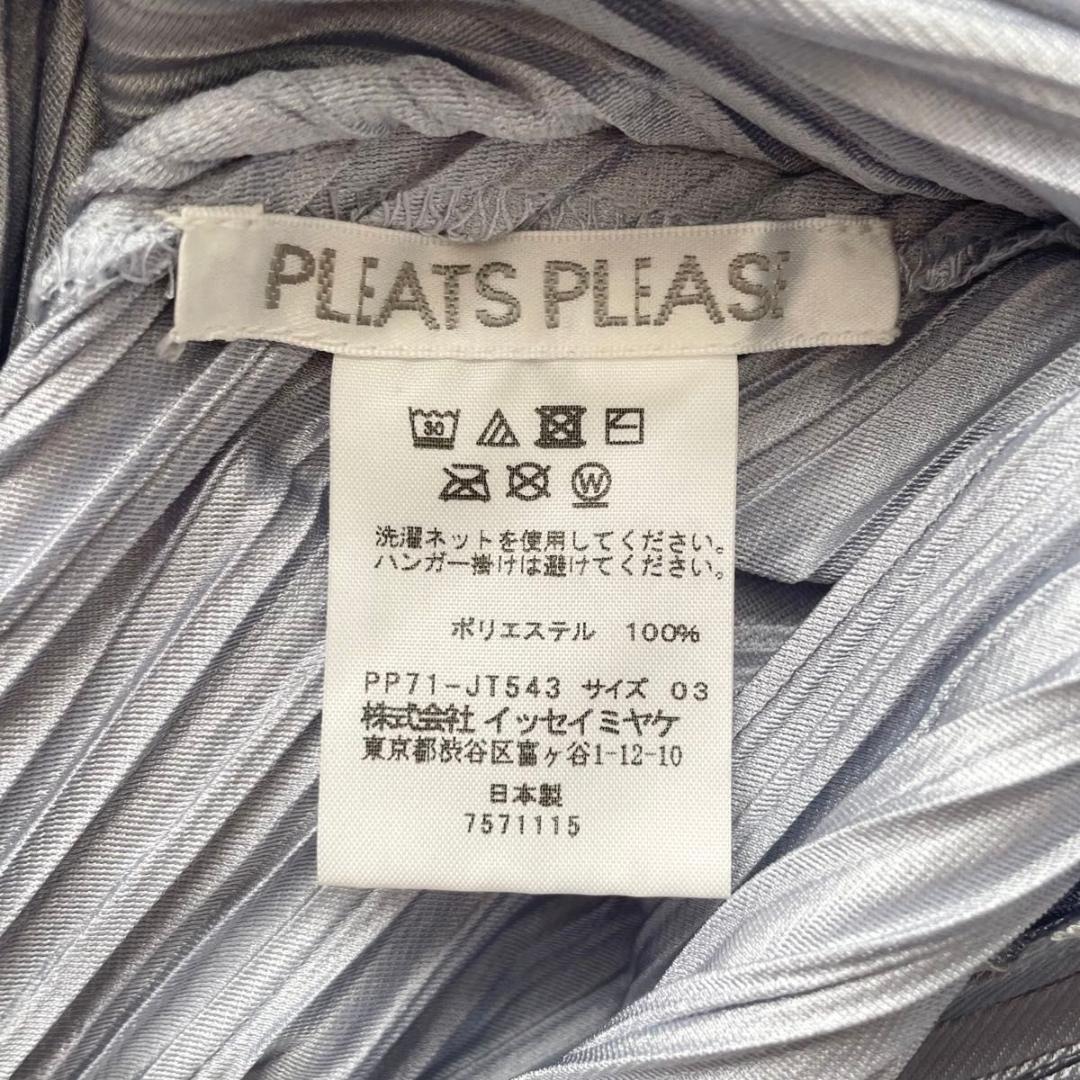 PLEATS PLEASE
30
W
洗濯ネットを使用してください。
ハンガー掛けは避けてください。
ポリエステル 100%
PP71-JT543 サイズ 03
株式会社 イッセイミヤケ
東京都渋谷区富ヶ谷1-12-10
日本製
7571115